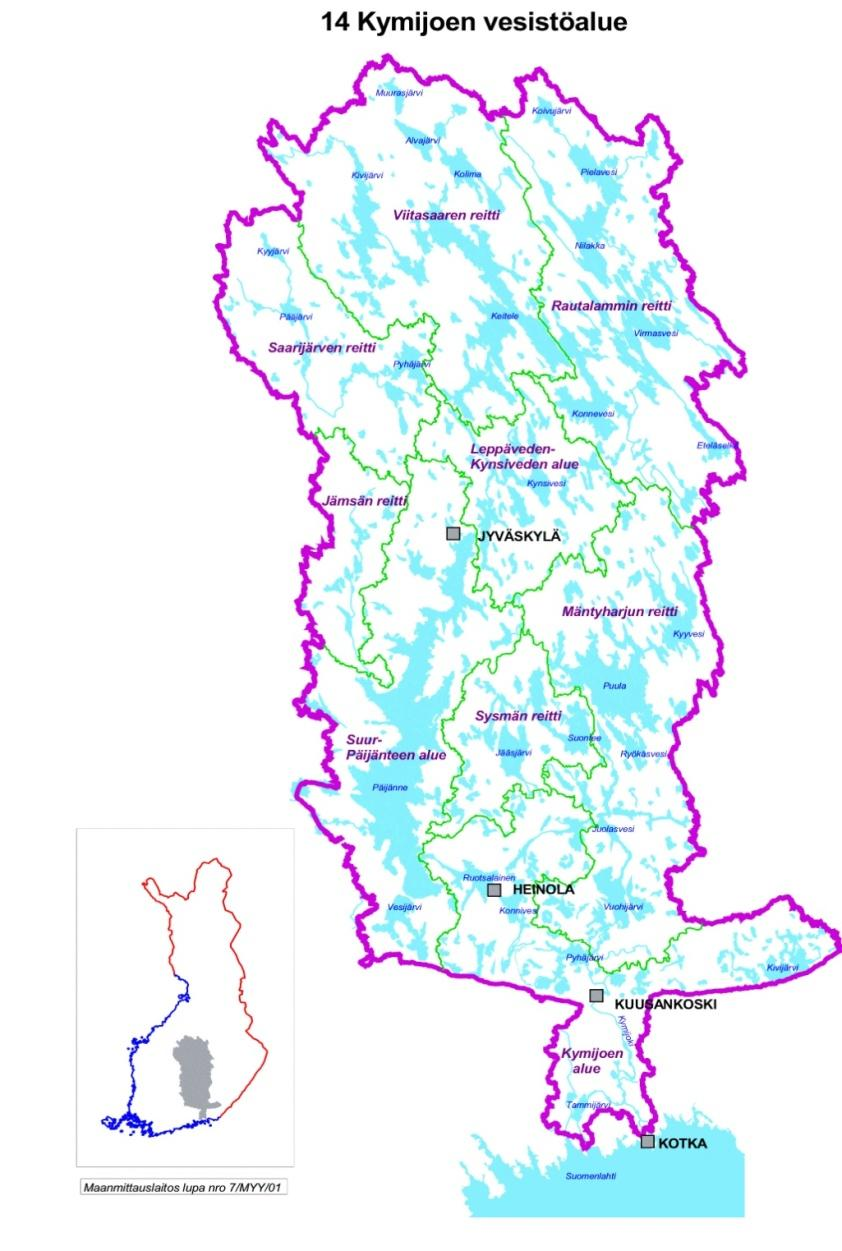 14 Kymijoen vesistöalue
Muurasjärvi
Koivujärvi
Alvajärvi
Kivijärvi
Kolima
Pielavesi
Viitasaaren reitti
Kyyjärvi
Nilakka
Rautalammin reitti
Pääjärvi
Keitele
Virmasvesi
Saarijärven reitti
Pyhäjärvi
Konnevesi
Leppäveden-
Kynsiveden alue
Eteläselkä
Kynsivesi
Jämsän reitti
JYVÄSKYLÄ
Mäntyharjun reitti
Kyyvesi
Puula
Sysmän reitti
Suontee
Suur-
Päijänteen alue
Jääsjärvi
Ryökäsvesi
Päijänne
Juolasvesi
Ruotsalainen
HEINOLA
Vesijärvi
Konnivesi
Vuohijärvi
Pyhäjärvi
Kivijärvi
KUUSANKOSKI
Kymijoki
Kymijoen
alue
Tammijärvi
KOTKA
Suomenlahti
Maanmittauslaitos lupa nro 7/MYY/01